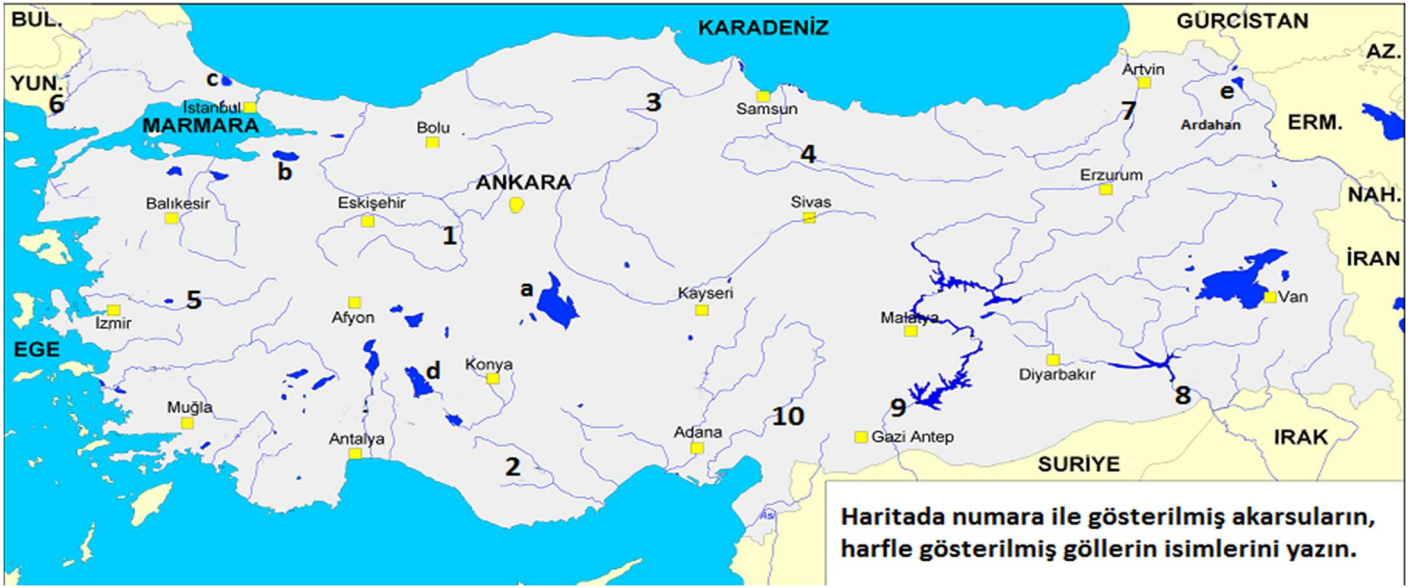 BUL.
KARADENİZ
GÜRCİSTAN
AZ.
YUN.
c
6
İstanbul
MARMARA
3
Samsun
Artvin
e
7
Ardahan
ERM.
Bolu
b
ANKARA
4
Erzurum
NAH.
Balıkesir
Eskişehir
1
Sivas
İRAN
a
5
Kayseri
Van
İzmir
Afyon
Malatya
EGE
Konya
d
Diyarbakır
8
Muğla
9
10
Antalya
2
Adana
Gazi Antep
IRAK
SURİYE
Asi
Haritada numara ile gösterilmiş akarsuların,
harfle gösterilmiş göllerin isimlerini yazın.